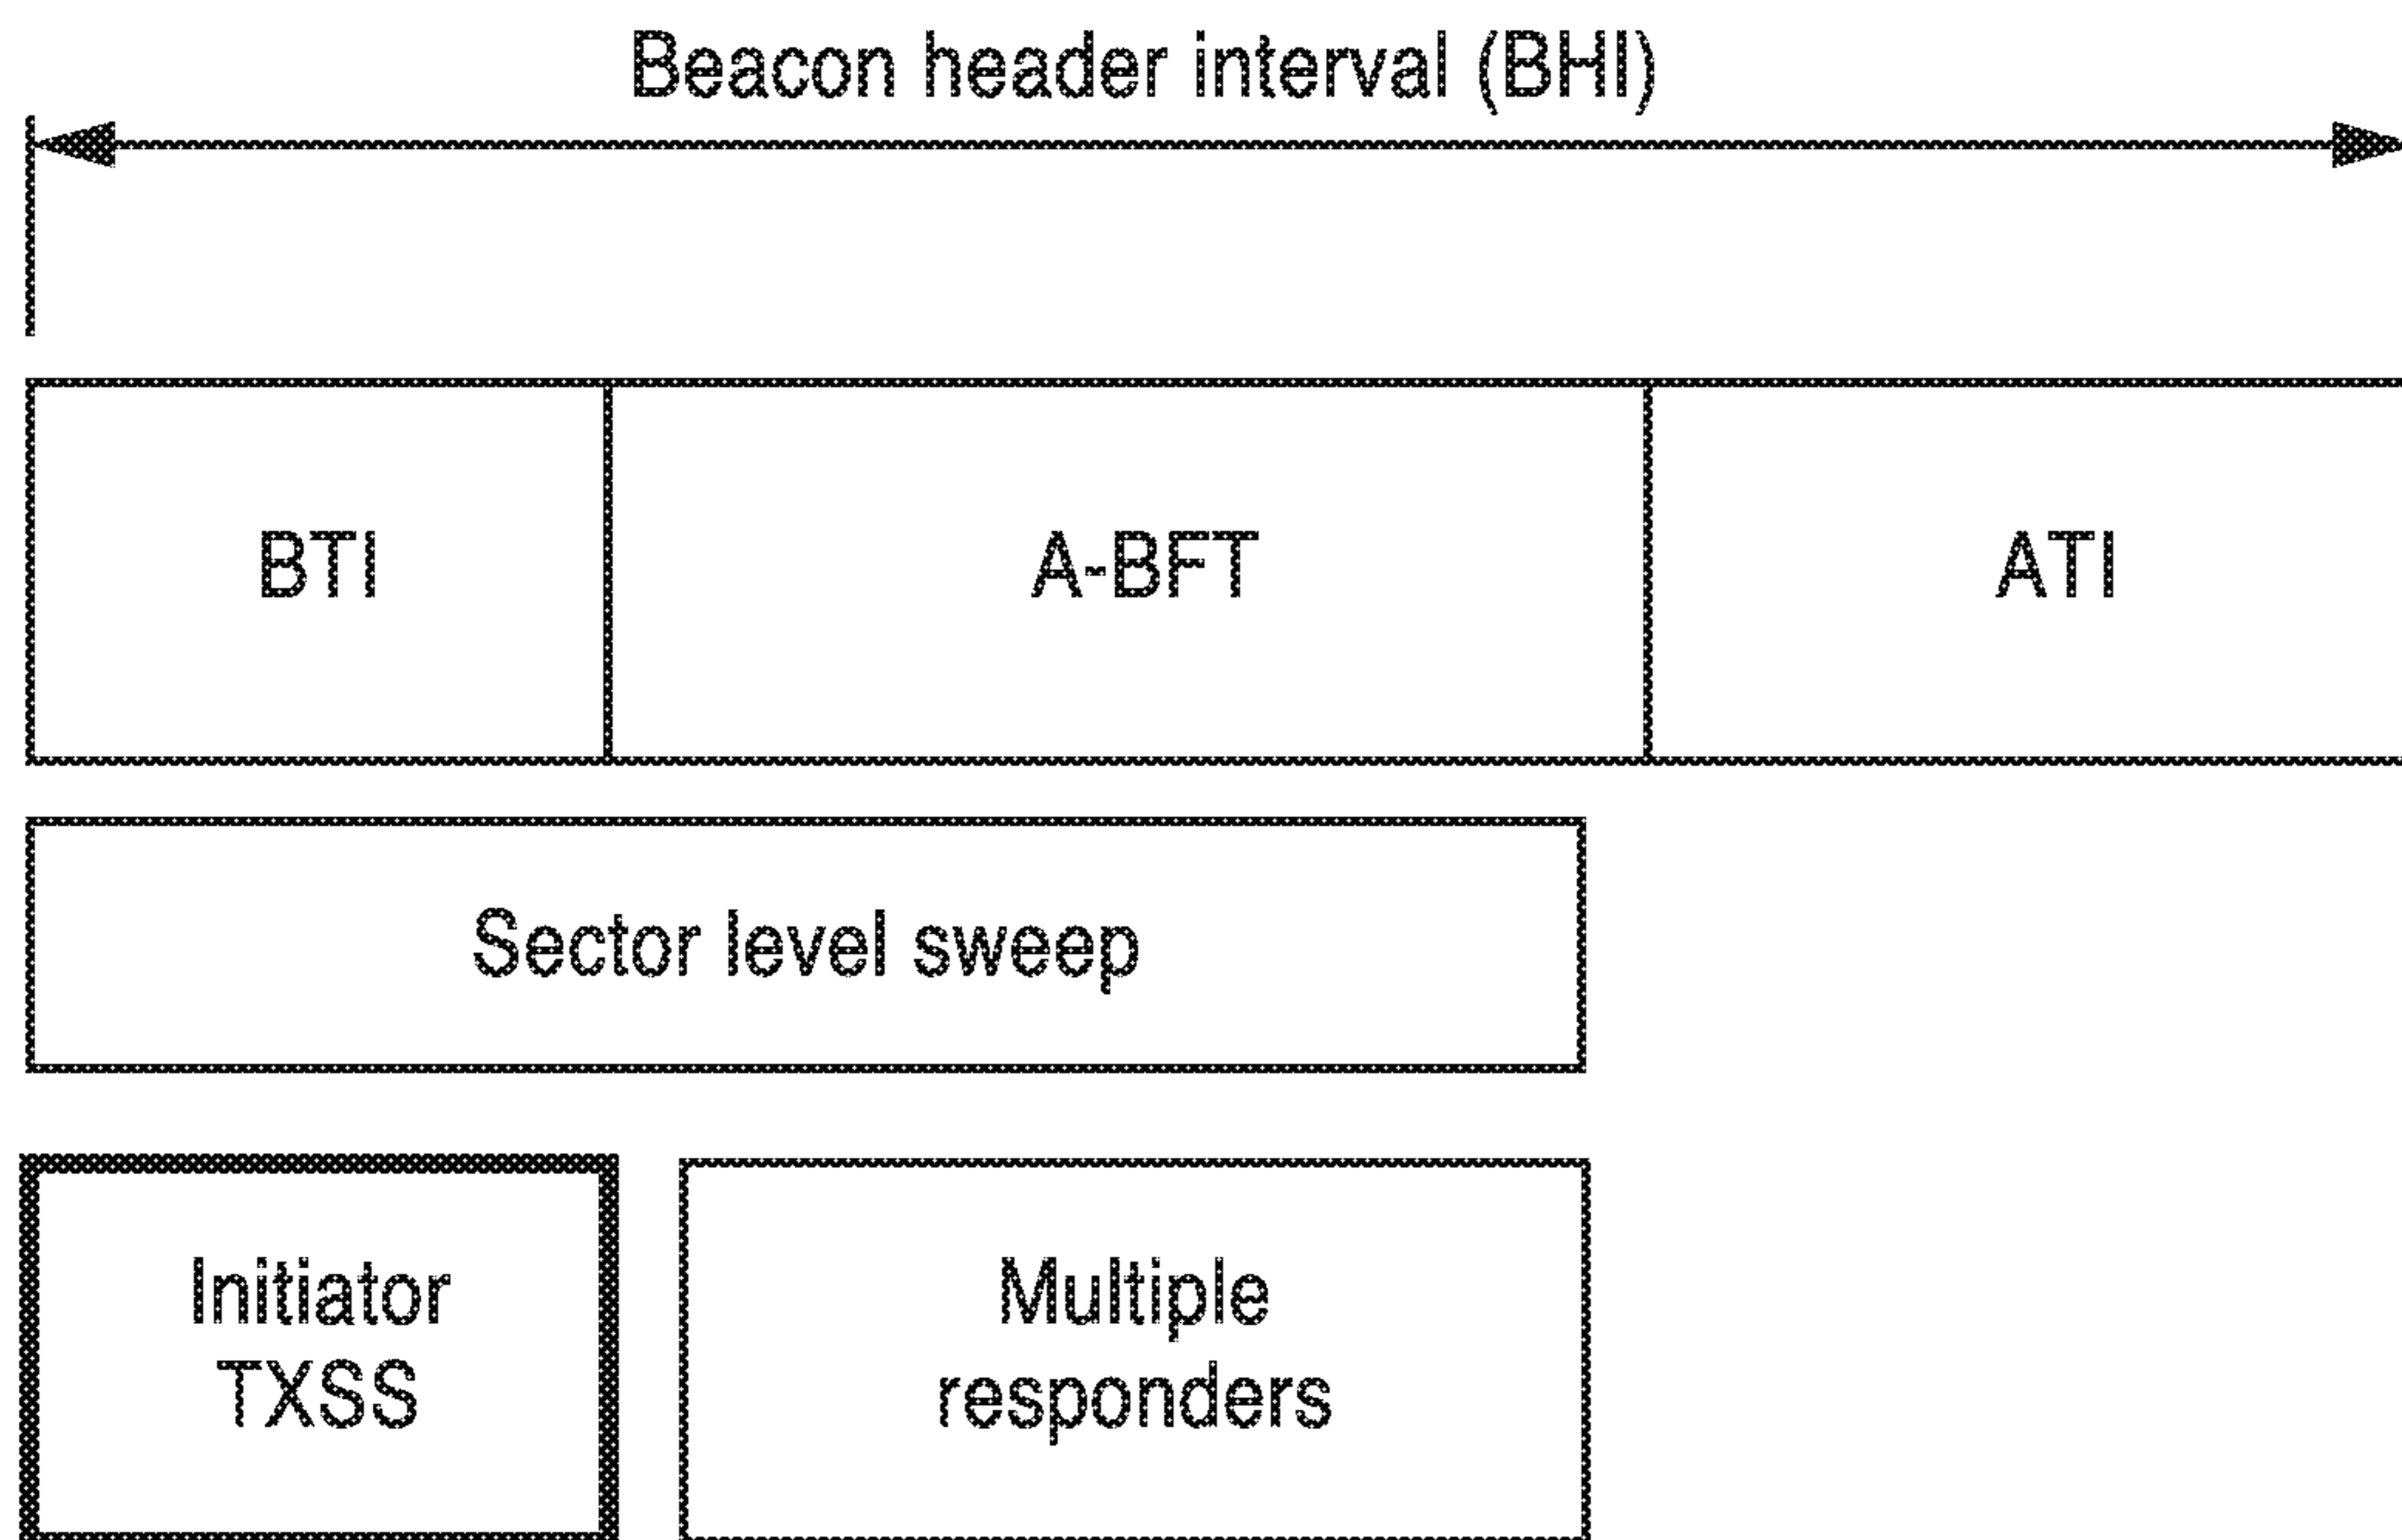 Beacon header interval (BHI)
BTI
A-BFT
ATI
Sector level sweep
Initiator
TXSS
Multiple
responders